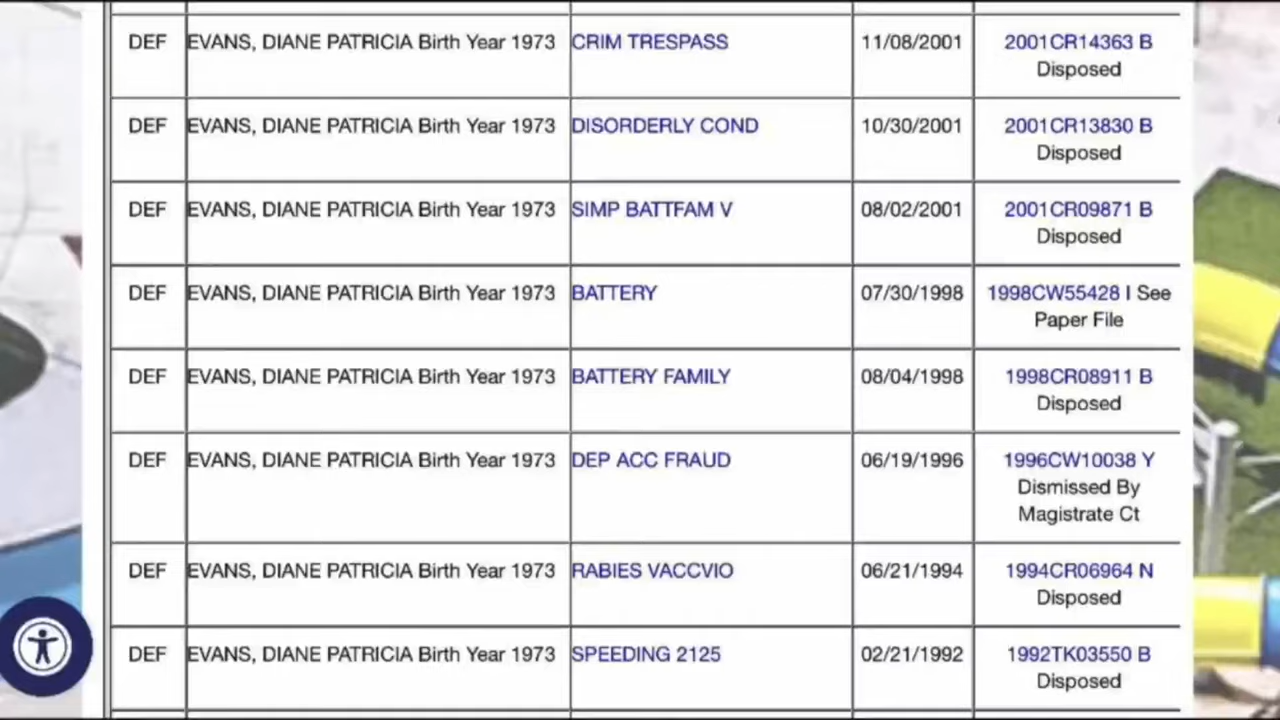 DEF EVANS, DIANE PATRICIA Birth Year 1973 CRIM TRESPASS 11/08/2001 2001CR14363 B
Disposed
DEF EVANS, DIANE PATRICIA Birth Year 1973 DISORDERLY COND 10/30/2001 2001CR13830 B
Disposed
DEF EVANS, DIANE PATRICIA Birth Year 1973 SIMP BATTFAM V 08/02/2001 2001CR09871 B
Disposed
DEF EVANS, DIANE PATRICIA Birth Year 1973 BATTERY 07/30/1998 1998CW55428 I See
Paper File
DEF EVANS, DIANE PATRICIA Birth Year 1973 BATTERY FAMILY 08/04/1998 1998CR08911 B
Disposed
DEF EVANS, DIANE PATRICIA Birth Year 1973 DEP ACC FRAUD 06/19/1996 1996CW10038 Y
Dismissed By
Magistrate Ct
DEF EVANS, DIANE PATRICIA Birth Year 1973 RABIES VACCVIO 06/21/1994 1994CR06964 N
Disposed
DEF EVANS, DIANE PATRICIA Birth Year 1973 SPEEDING 2125 02/21/1992 1992TK03550 B
Disposed